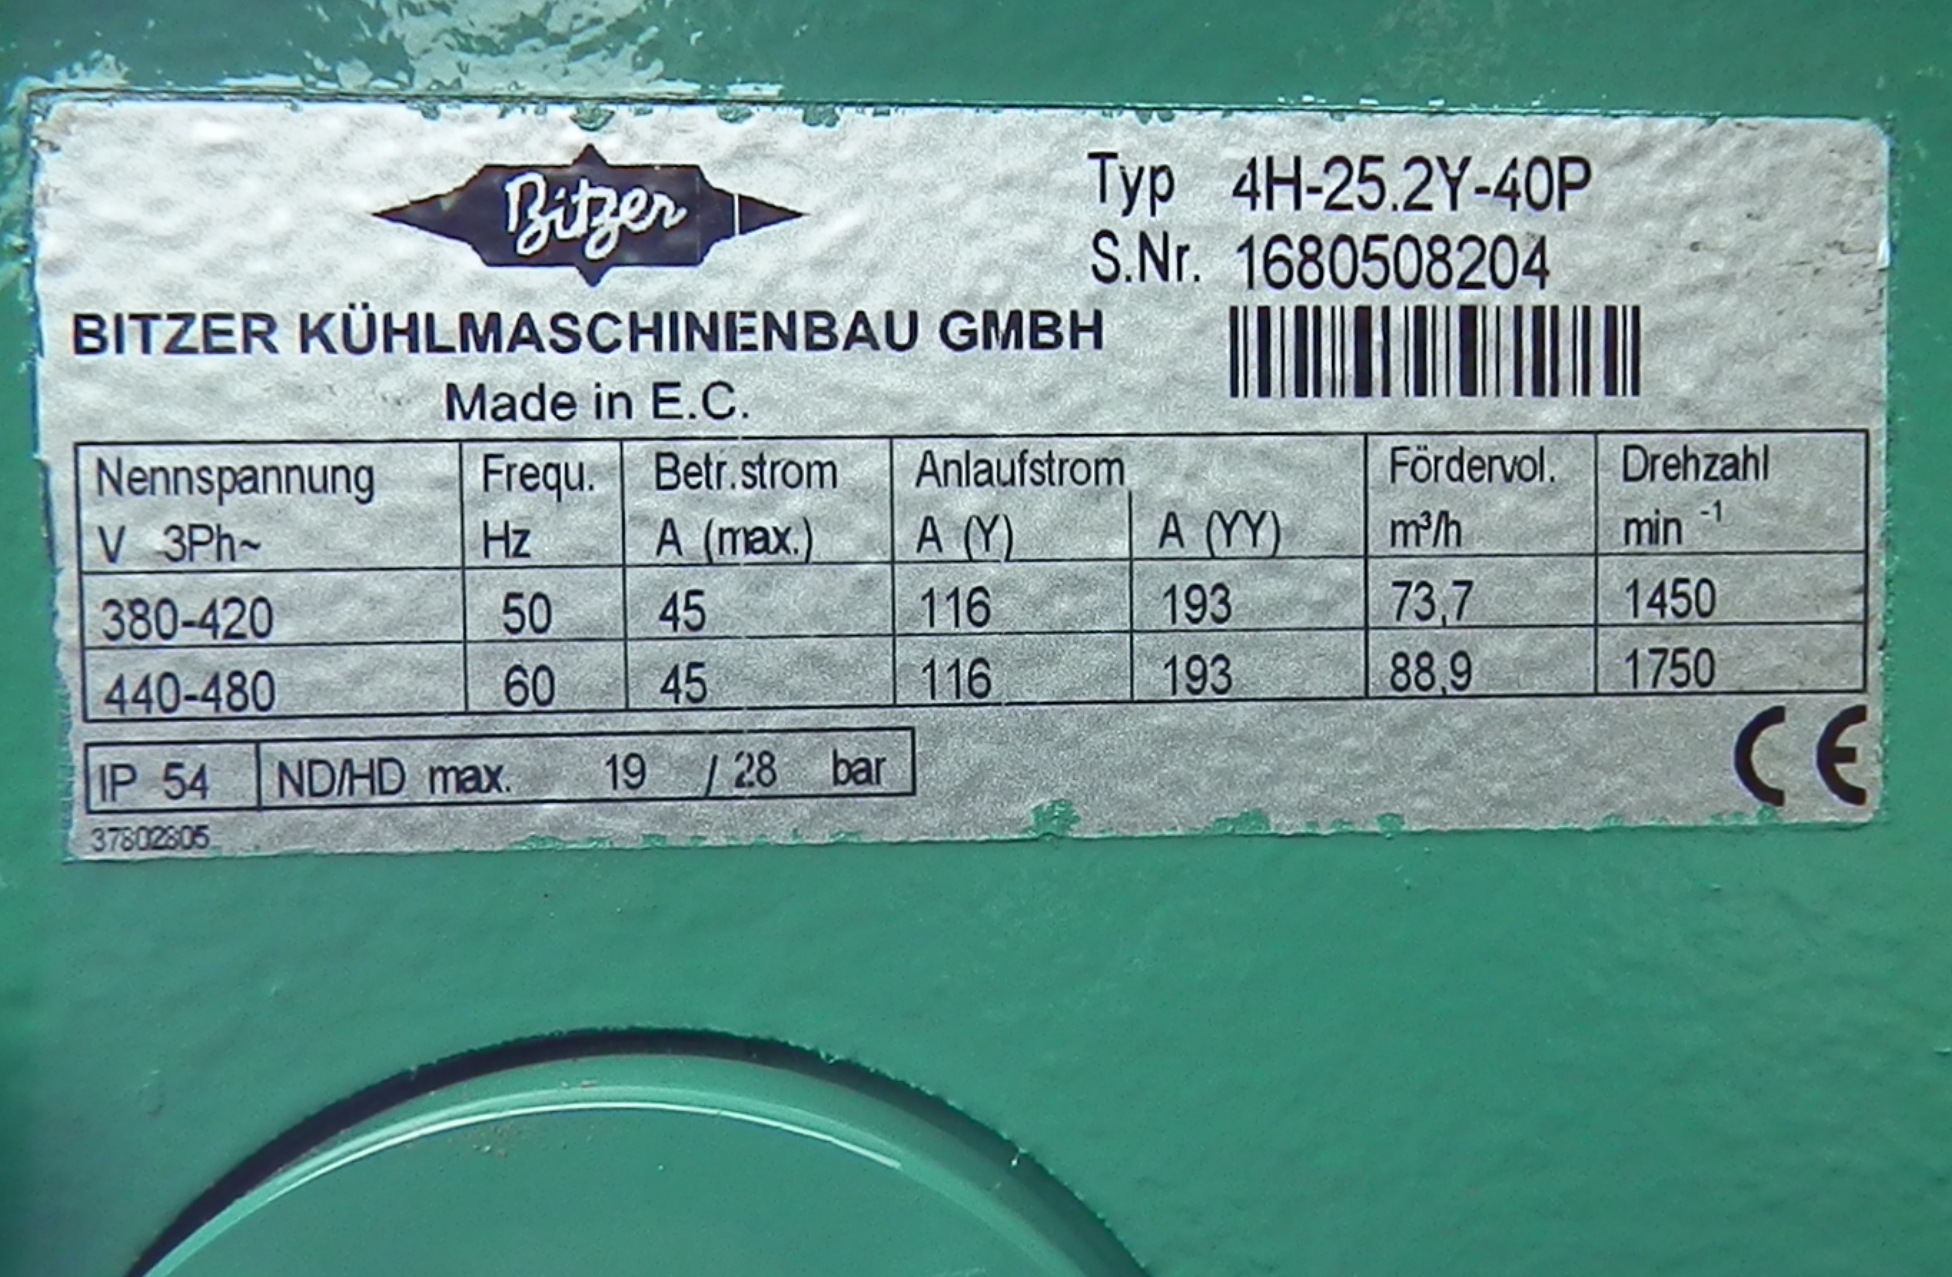 Bitzer
Typ 4H-25.2Y-40P
S.Nr. 1680508204
BITZER KÜHLMASCHINENBAU GMBH
Made in E.C.
Nennspannung Frequ. Betr.strom Anlaufstrom Fördervol. Drehzahl
V 3Ph~ Hz A (max.) A (Y) A (YY) m³/h min -1
380-420 50 45 116 193 73,7 1450
440-480 60 45 116 193 88,9 1750
IP 54 ND/HD max. 19 / 28 bar
CE
37802805